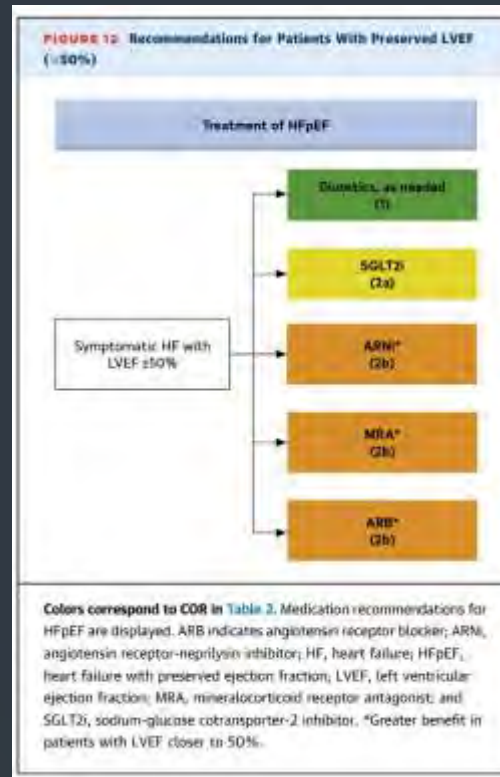 FIGURE 12 Recommendations for Patients With Preserved LVEF
(≥50%)
Treatment of HFpEF
Diuretics, as needed
(1)
SGLT2i
(2a)
Symptomatic HF with
LVEF ≥50%
ARNi*
(2b)
MRA*
(2b)
ARB*
(2b)
Colors correspond to COR in Table 2. Medication recommendations for
HFpEF are displayed. ARB indicates angiotensin receptor blocker; ARNi,
angiotensin receptor-neprilysin inhibitor; HF, heart failure; HFpEF,
heart failure with preserved ejection fraction; LVEF, left ventricular
ejection fraction; MRA, mineralocorticoid receptor antagonist; and
SGLT2i, sodium-glucose cotransporter-2 inhibitor. *Greater benefit in
patients with LVEF closer to 50%.